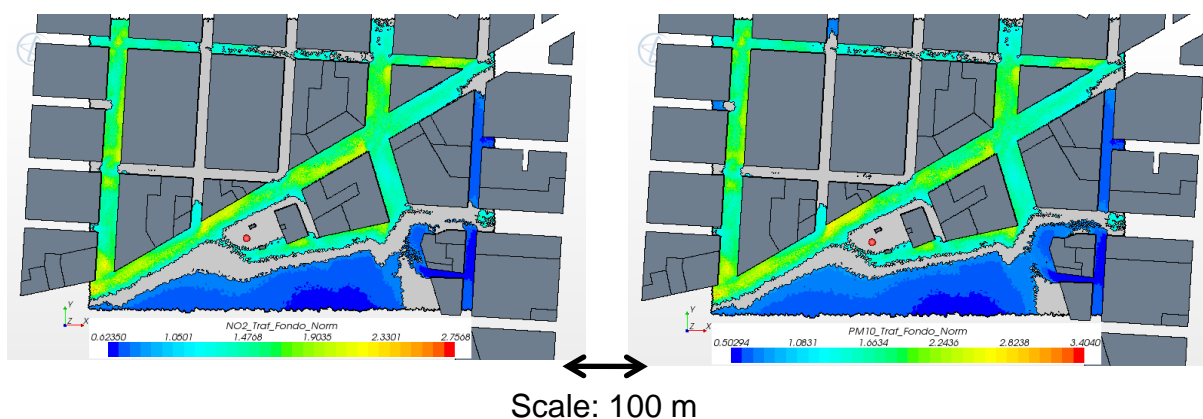 Y
Z X
NO2_Traf_Fondo_Norm
0.62350 1.0501 1.4768 1.9035 2.3301 2.7568
Y
Z X
PM10_Traf_Fondo_Norm
0.50294 1.0831 1.6634 2.2436 2.8238 3.4040
Scale: 100 m